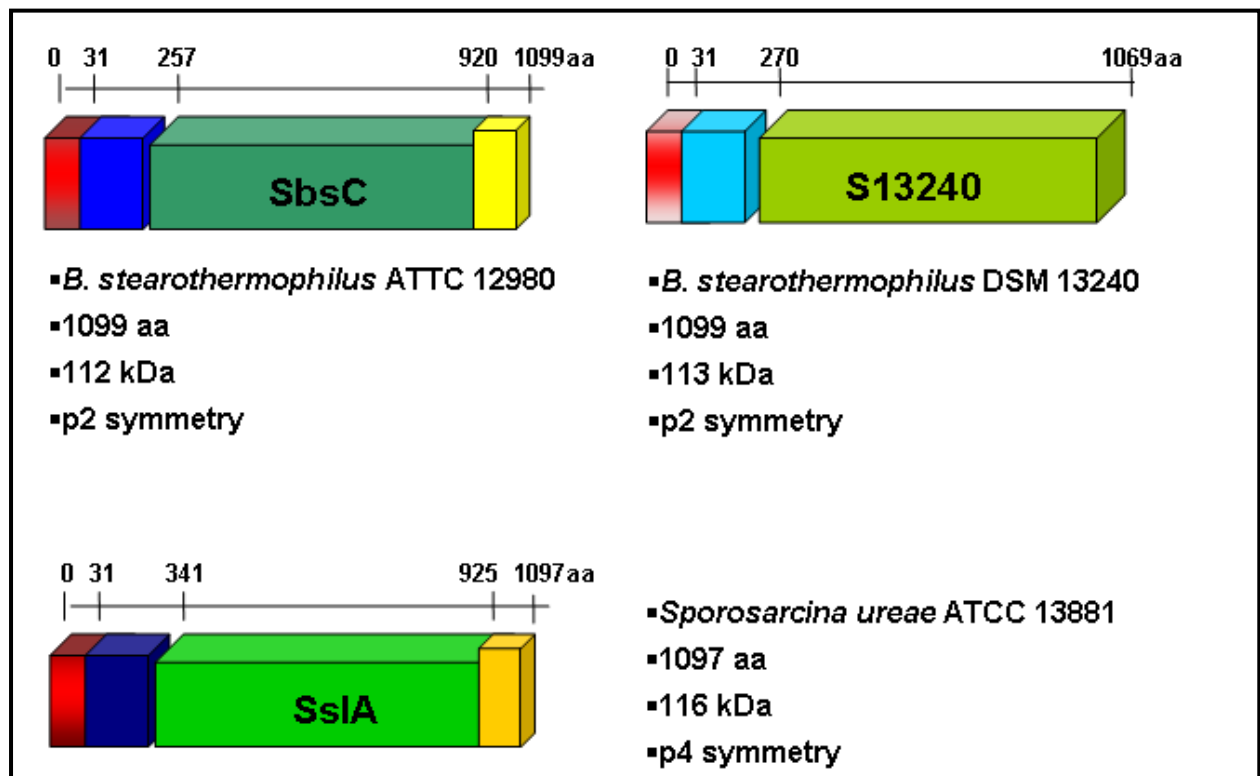 0 31 257 920 1099aa
SbsC
▪B. stearothermophilus ATTC 12980
▪1099 aa
▪112 kDa
▪p2 symmetry
0 31 270 1069aa
S13240
▪B. stearothermophilus DSM 13240
▪1099 aa
▪113 kDa
▪p2 symmetry
0 31 341 925 1097aa
SslA
▪Sporosarcina ureae ATCC 13881
▪1097 aa
▪116 kDa
▪p4 symmetry